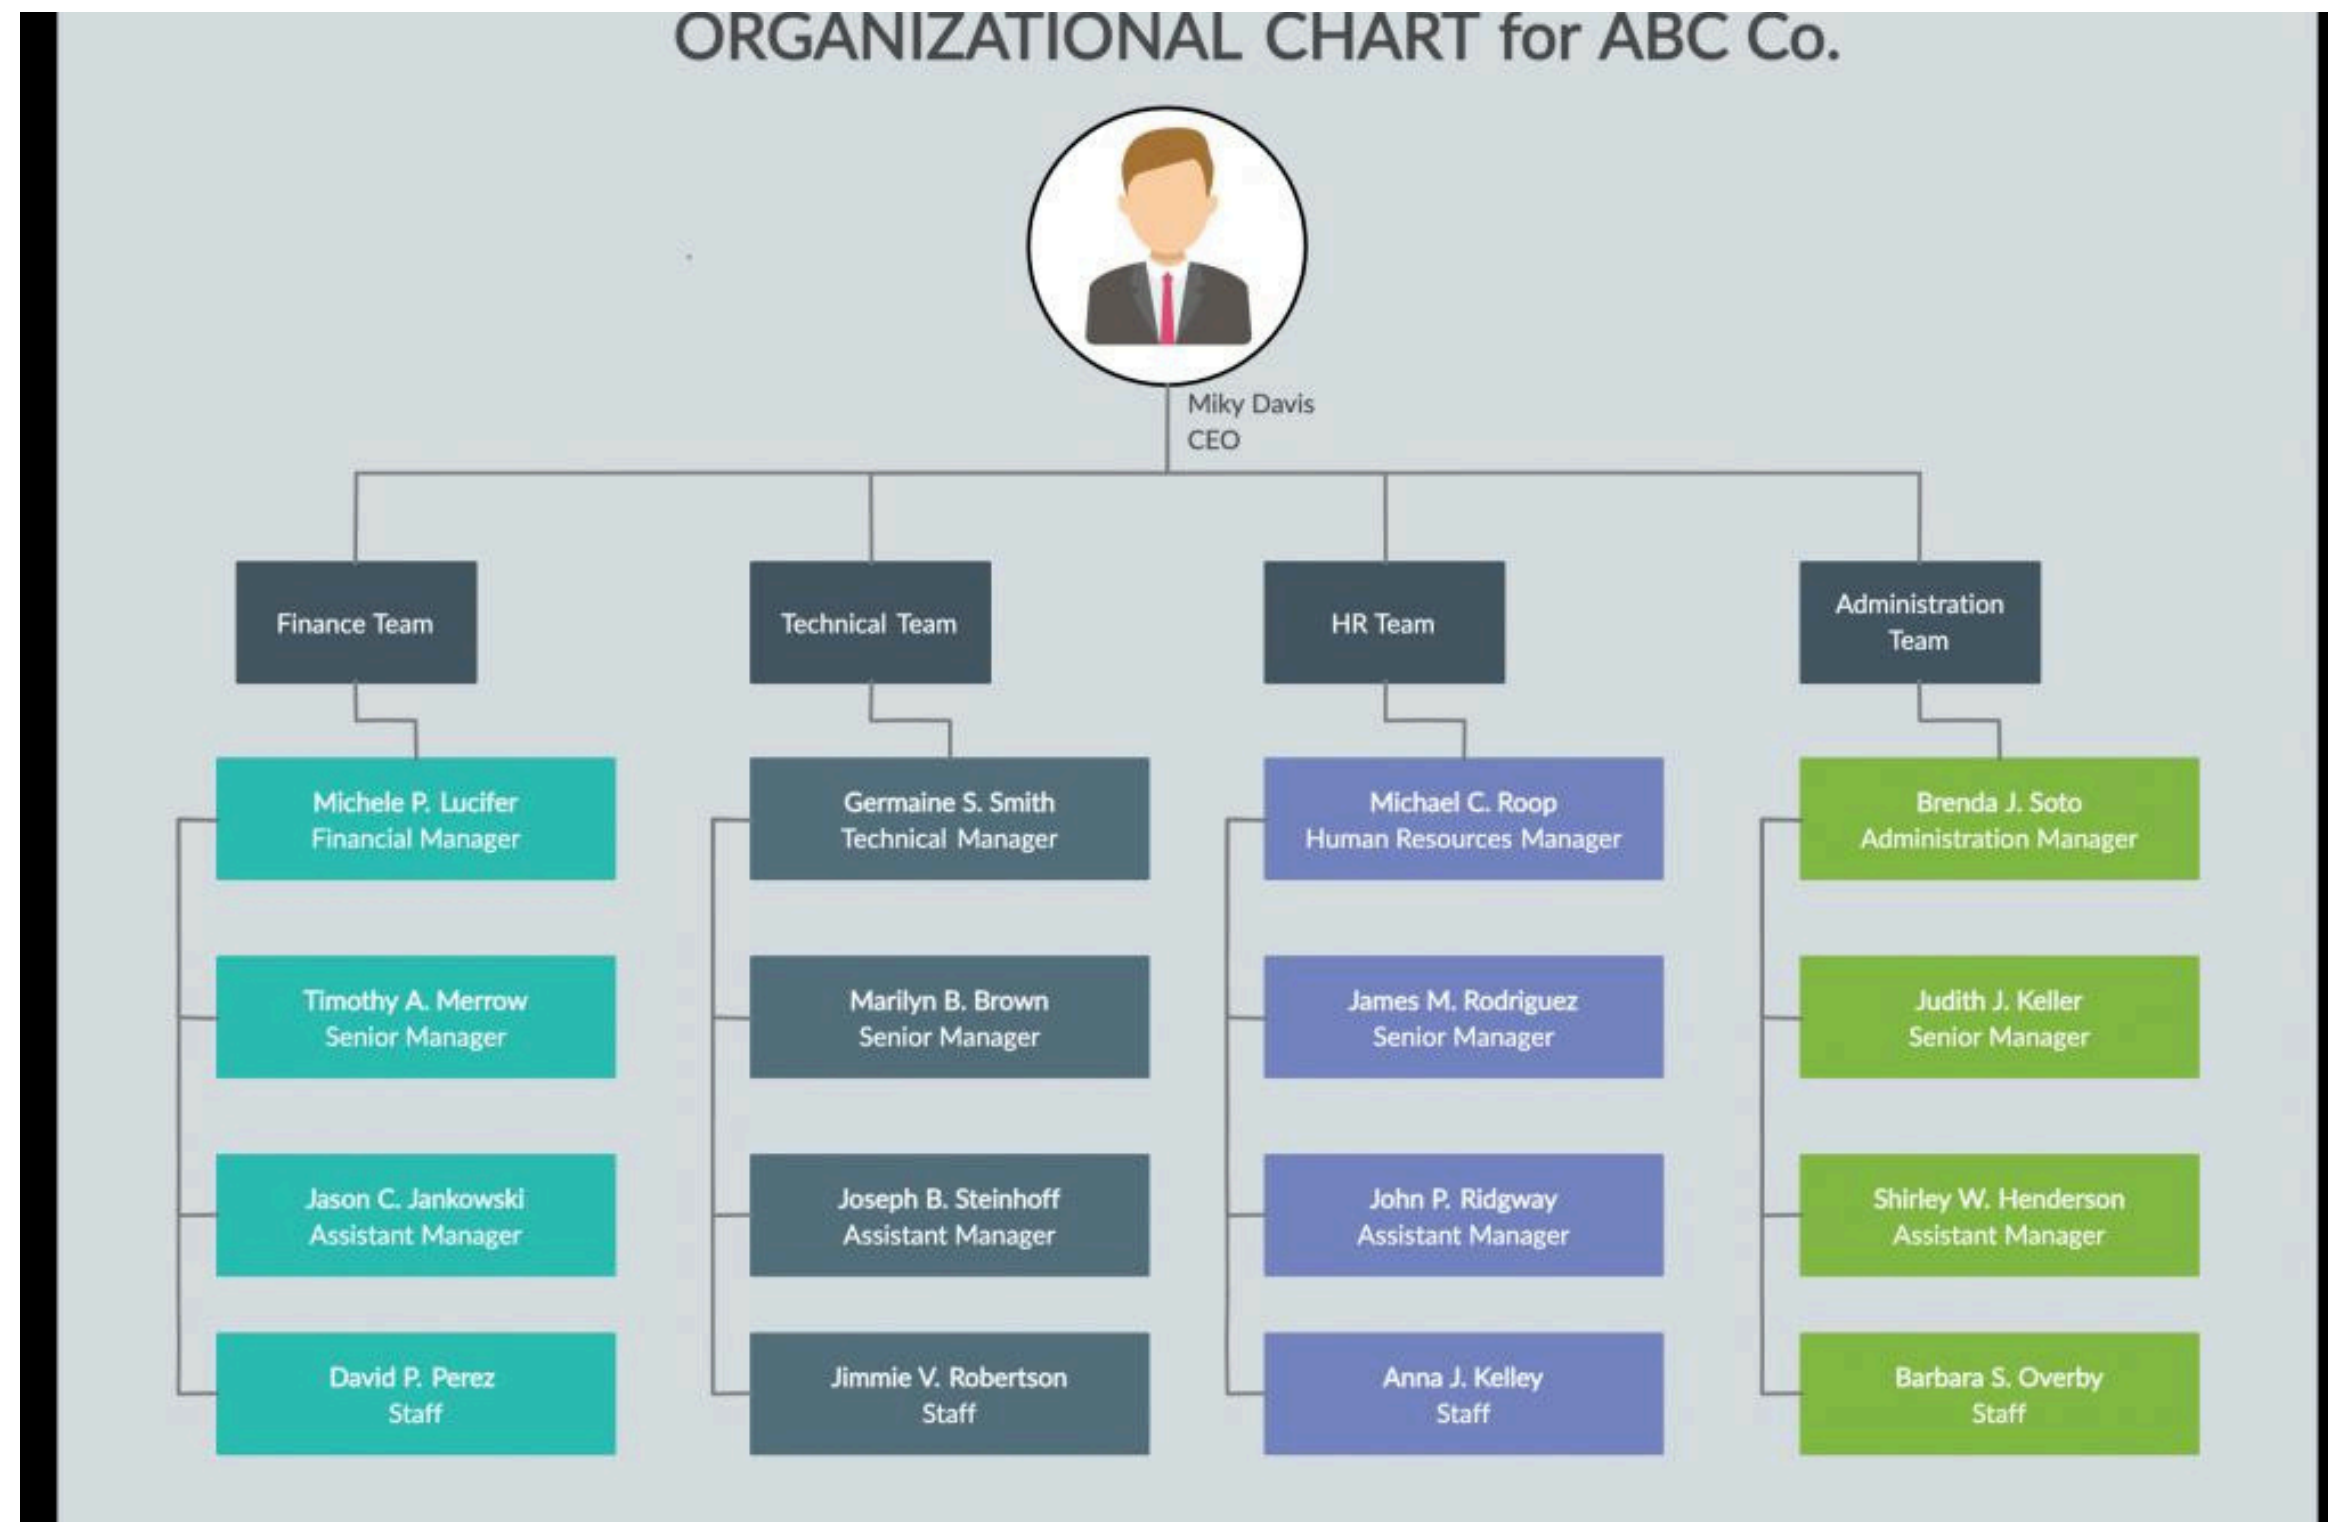 ORGANIZATIONAL CHART for ABC Co.
Miky Davis
CEO
Finance Team
Technical Team
HR Team
Administration
Team
Michele P. Lucifer
Financial Manager
Germaine S. Smith
Technical Manager
Michael C. Roop
Human Resources Manager
Brenda J. Soto
Administration Manager
Timothy A. Merrow
Senior Manager
Marilyn B. Brown
Senior Manager
James M. Rodriguez
Senior Manager
Judith J. Keller
Senior Manager
Jason C. Jankowski
Assistant Manager
Joseph B. Steinhoff
Assistant Manager
John P. Ridgway
Assistant Manager
Shirley W. Henderson
Assistant Manager
David P. Perez
Staff
Jimmie V. Robertson
Staff
Anna J. Kelley
Staff
Barbara S. Overby
Staff